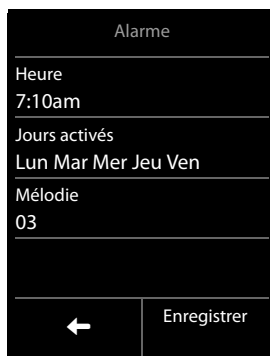 Alarme
Heure
7:10am
Jours activés
Lun Mar Mer Jeu Ven
Mélodie
03
Enregistrer